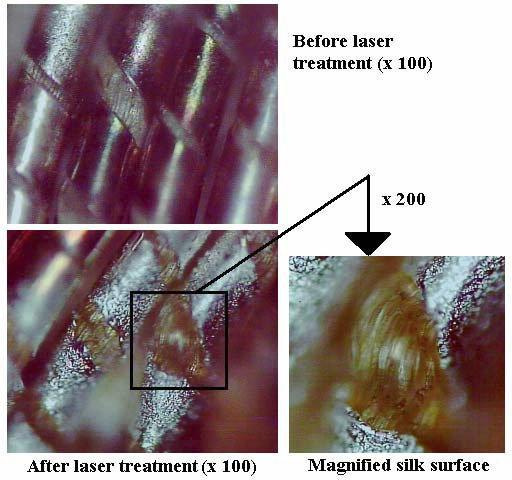 Before laser
treatment (x 100)
x 200
After laser treatment (x 100)
Magnified silk surface